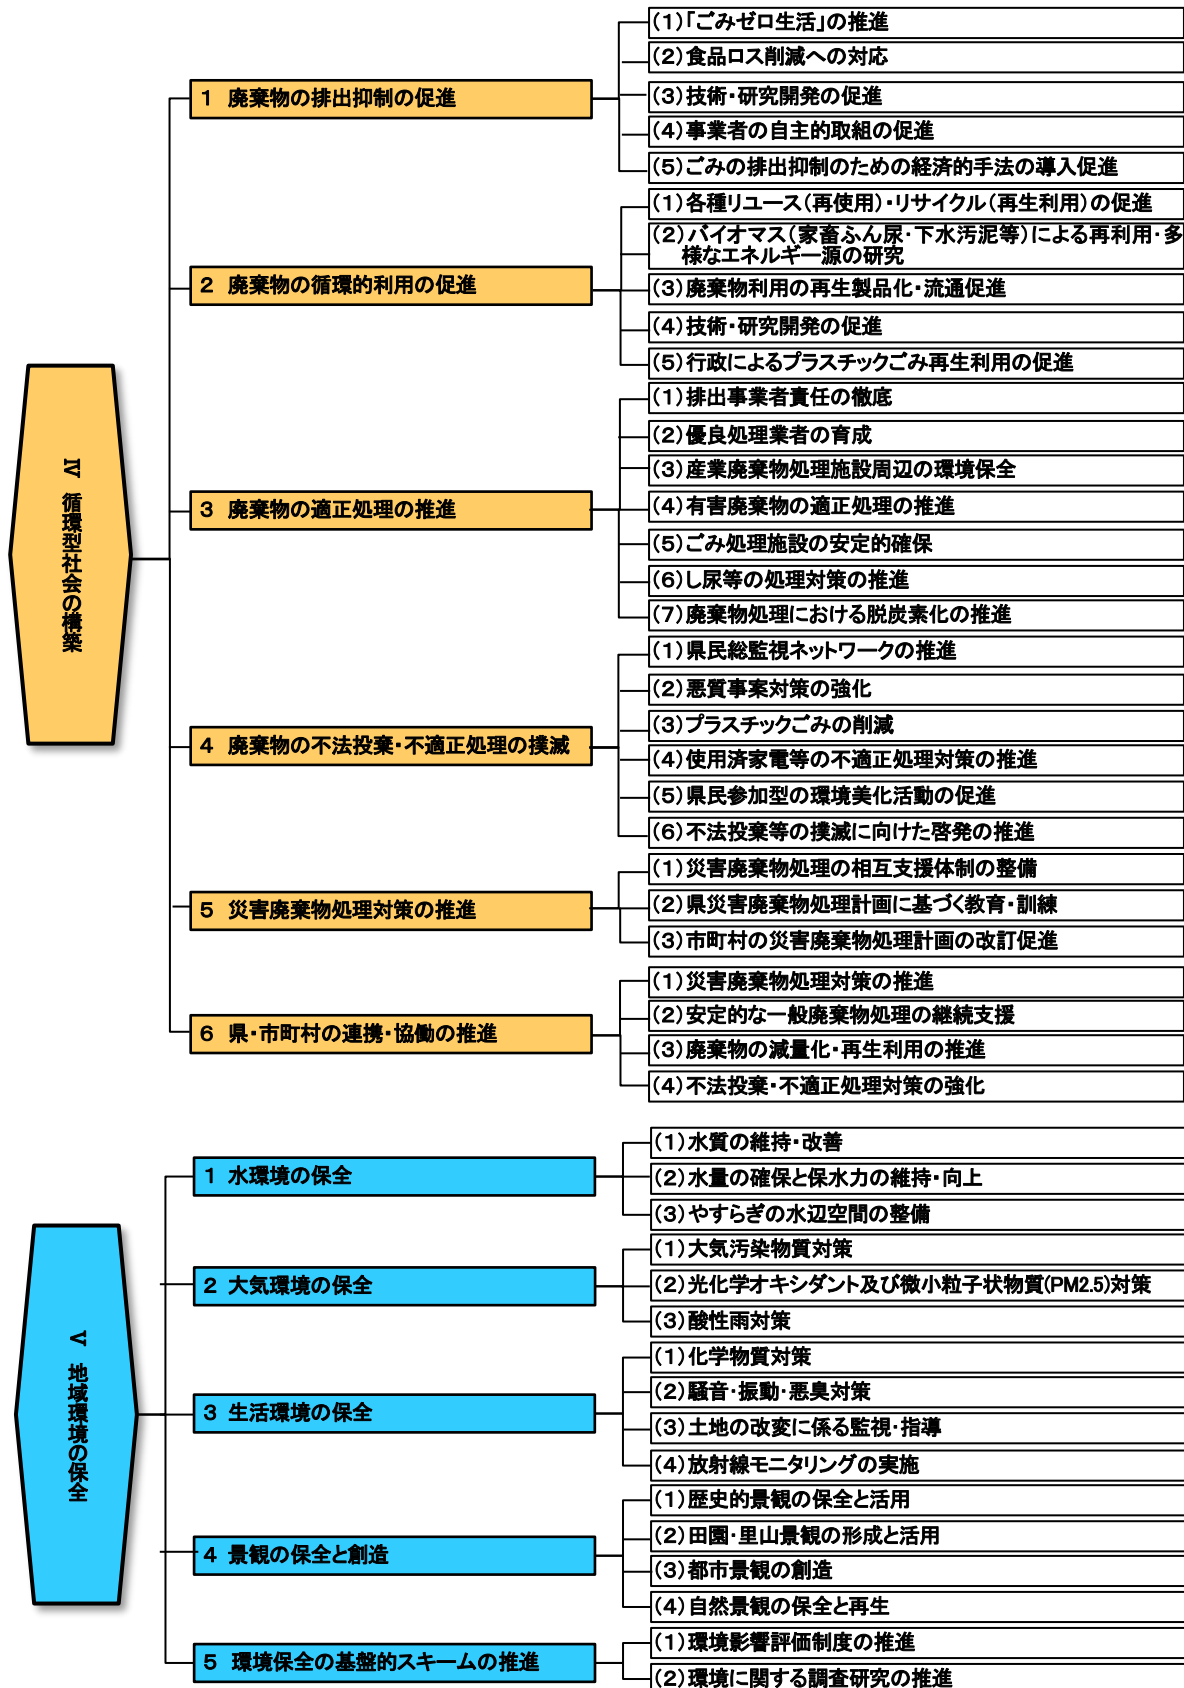 Ⅳ 循環型社会の構築
1 廃棄物の排出抑制の促進
(1)「ごみゼロ生活」の推進
(2)食品ロス削減への対応
(3)技術・研究開発の促進
(4)事業者の自主的取組の促進
(5)ごみの排出抑制のための経済的手法の導入促進
2 廃棄物の循環的利用の促進
(1)各種リユース(再使用)・リサイクル(再生利用)の促進
(2)バイオマス(家畜ふん尿・下水汚泥等)による再利用・多
様なエネルギー源の研究
(3)廃棄物利用の再生製品化・流通促進
(4)技術・研究開発の促進
(5)行政によるプラスチックごみ再生利用の促進
3 廃棄物の適正処理の推進
(1)排出事業者責任の徹底
(2)優良処理業者の育成
(3)産業廃棄物処理施設周辺の環境保全
(4)有害廃棄物の適正処理の推進
(5)ごみ処理施設の安定的確保
(6)し尿等の処理対策の推進
(7)廃棄物処理における脱炭素化の推進
4 廃棄物の不法投棄・不適正処理の撲滅
(1)県民総監視ネットワークの推進
(2)悪質事案対策の強化
(3)プラスチックごみの削減
(4)使用済家電等の不適正処理対策の推進
(5)県民参加型の環境美化活動の促進
(6)不法投棄等の撲滅に向けた啓発の推進
5 災害廃棄物処理対策の推進
(1)災害廃棄物処理の相互支援体制の整備
(2)県災害廃棄物処理計画に基づく教育・訓練
(3)市町村の災害廃棄物処理計画の改訂促進
6 県・市町村の連携・協働の推進
(1)災害廃棄物処理対策の推進
(2)安定的な一般廃棄物処理の継続支援
(3)廃棄物の減量化・再生利用の推進
(4)不法投棄・不適正処理対策の強化
Ⅴ 地域環境の保全
1 水環境の保全
(1)水質の維持・改善
(2)水量の確保と保水力の維持・向上
(3)やすらぎの水辺空間の整備
2 大気環境の保全
(1)大気汚染物質対策
(2)光化学オキシダント及び微小粒子状物質(PM2.5)対策
(3)酸性雨対策
3 生活環境の保全
(1)化学物質対策
(2)騒音・振動・悪臭対策
(3)土地の改変に係る監視・指導
(4)放射線モニタリングの実施
4 景観の保全と創造
(1)歴史的景観の保全と活用
(2)田園・里山景観の形成と活用
(3)都市景観の創造
(4)自然景観の保全と再生
5 環境保全の基盤的スキームの推進
(1)環境影響評価制度の推進
(2)環境に関する調査研究の推進